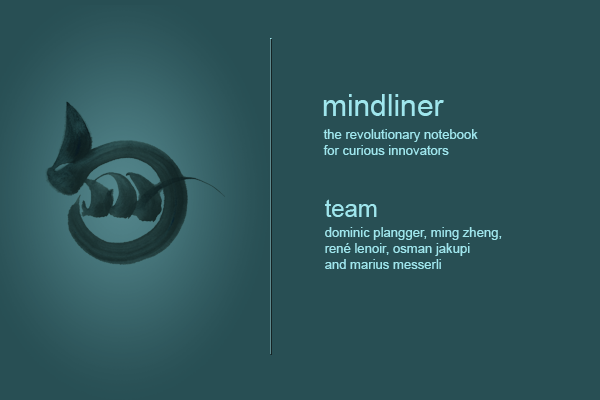 mindliner
the revolutionary notebook
for curious innovators
team
dominic plangger, ming zheng,
rené lenoir, osman jakupi
and marius messerli